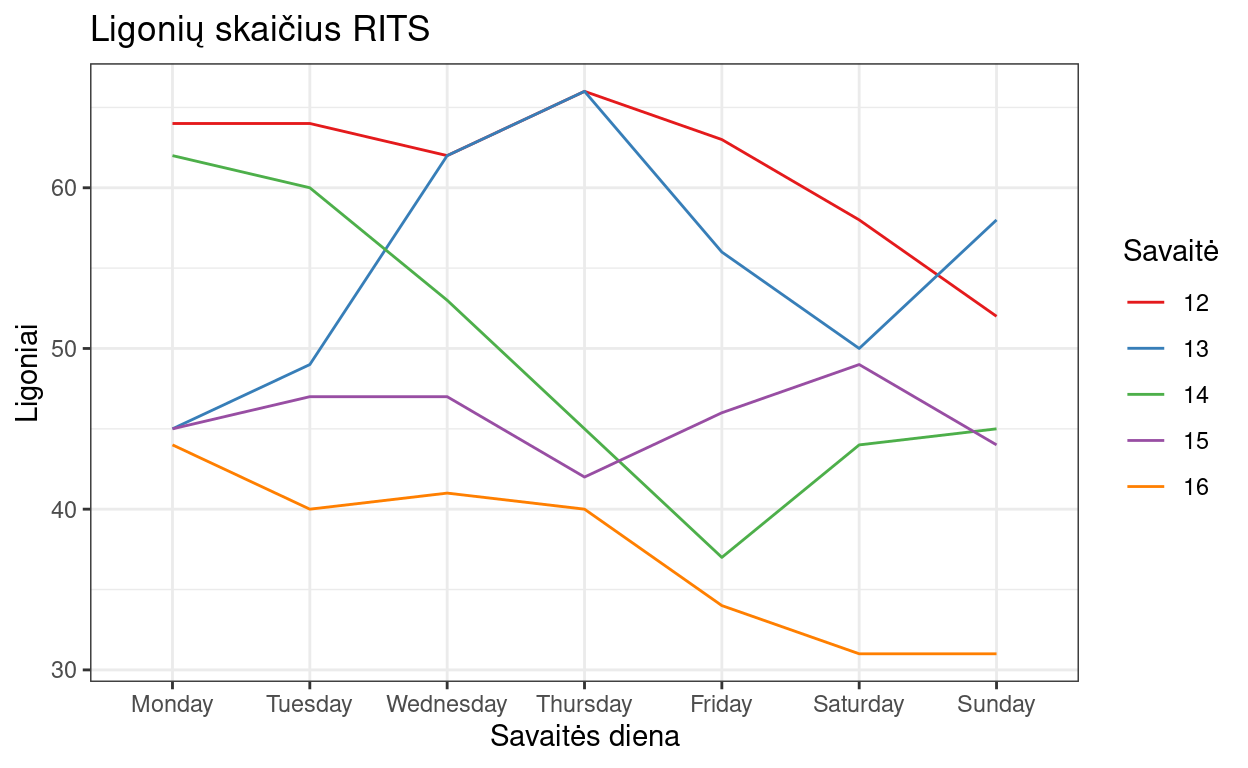 Ligonių skaičius RITS
Ligoniai
60
50
40
30
Monday Tuesday Wednesday Thursday Friday Saturday Sunday
Savaitės diena
Savaitė
12
13
14
15
16